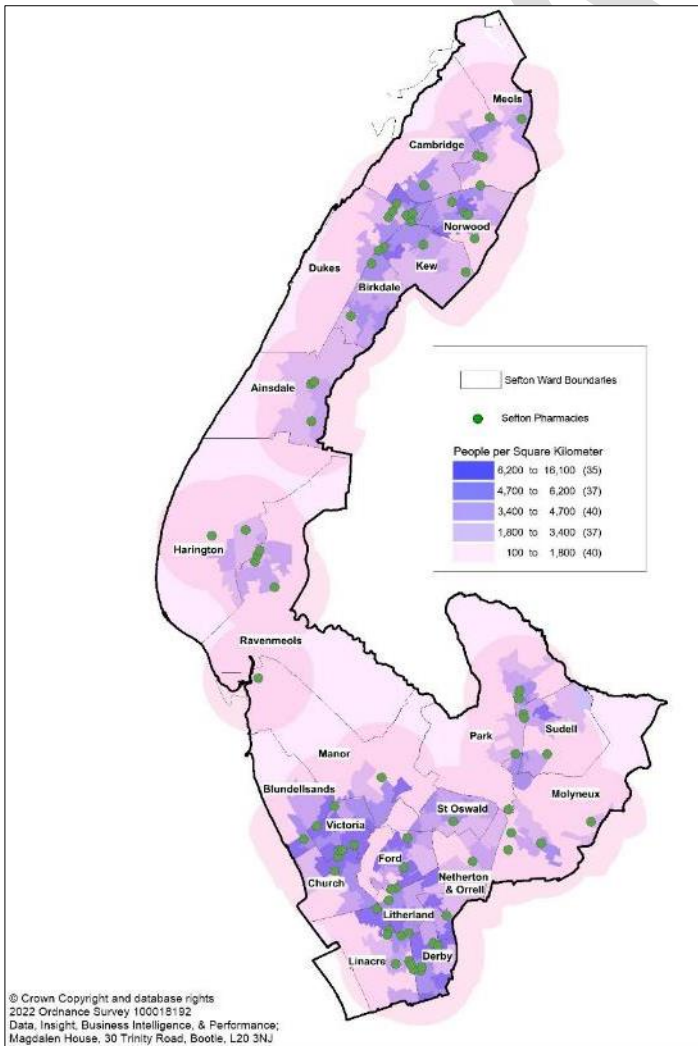 Meols
Cambridge
Norwood
Dukes
Kew
Birkdale
Ainsdale
Sefton Ward Boundaries
Sefton Pharmacies
People per Square Kilometer
6,200 to 16,100 (35)
4,700 to 6,200 (37)
3,400 to 4,700 (40)
1,800 to 3,400 (37)
100 to 1,800 (40)
Harington
Ravenmeols
Park
Sudell
Manor
Molyneux
Blundellsands
St Oswald
Victoria
Ford
Church
Netherton
& Orrell
Litherland
Linacre
Derby
© Crown Copyright and database rights
2022 Ordnance Survey 100018192
Data, Insight, Business Intelligence, & Performance;
Magdalen House, 30 Trinity Road, Bootle, L20 3NJ